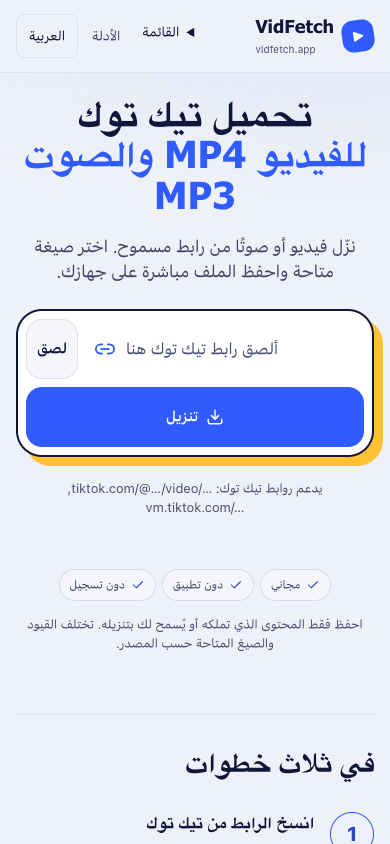 VidFetch
vidfetch.app
القائمة
الأدلة
العربية
تحميل تيك توك
للفيديو MP4 والصوت
MP3
نزّل فيديو أو صوتًا من رابط مسموح. اختر صيغة
متاحة واحفظ الملف مباشرة على جهازك.
ألصق رابط تيك توك هنا
لصق
تنزيل
يدعم روابط تيك توك: tiktok.com/@…/video/…,
vm.tiktok.com/…
مجاني
دون تطبيق
دون تسجيل
احفظ فقط المحتوى الذي تملكه أو يُسمح لك بتنزيله. تختلف القيود
والصيغ المتاحة حسب المصدر.
في ثلاث خطوات
1
انسخ الرابط من تيك توك